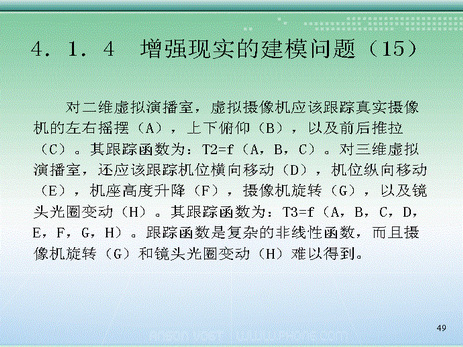 4．1．4　增强现实的建模问题（15）
对二维虚拟演播室，虚拟摄像机应该跟踪真实摄像
机的左右摇摆（A），上下俯仰（B），以及前后推拉
（C）。其跟踪函数为：T2=f（A，B，C）。对三维虚拟
演播室，还应该跟踪机位横向移动（D），机位纵向移动
（E），机座高度升降（F），摄像机旋转（G），以及镜
头光圈变动（H）。其跟踪函数为：T3=f（A，B，C，D，
E，F，G，H）。跟踪函数是复杂的非线性函数，而且摄
像机旋转（G）和镜头光圈变动（H）难以得到。
49